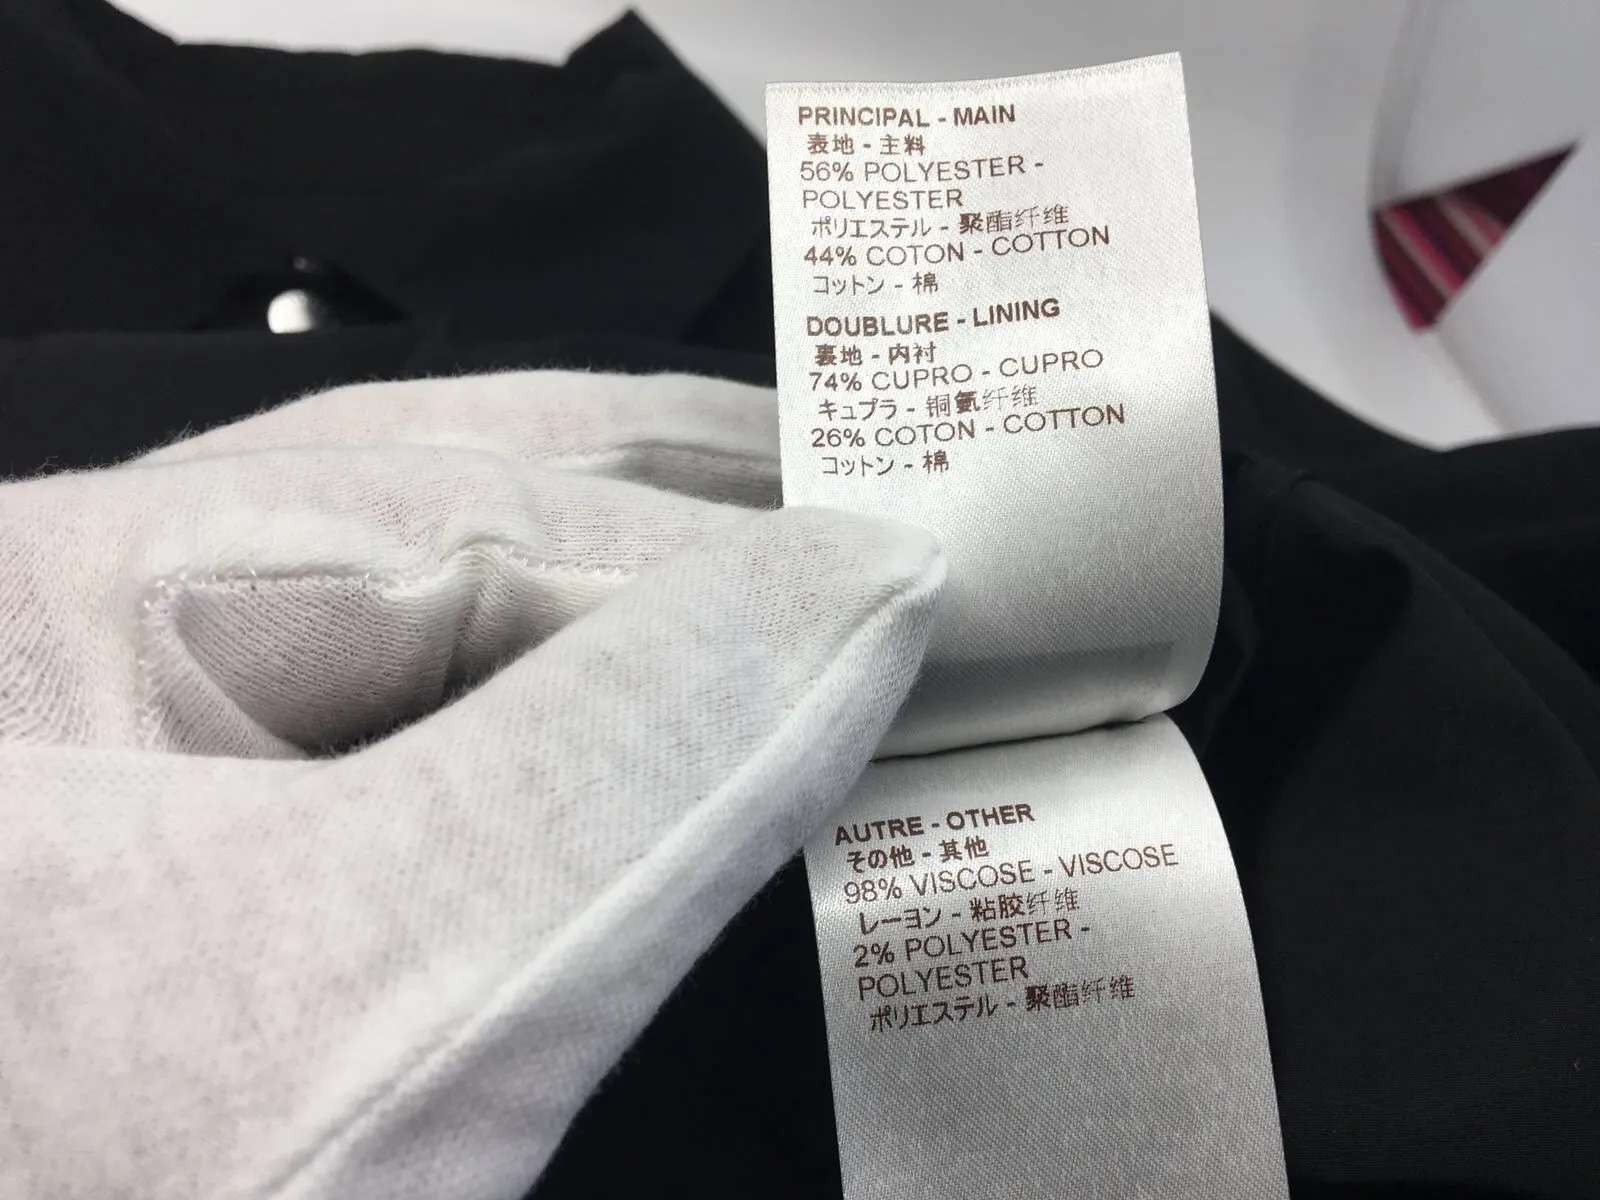 PRINCIPAL - MAIN
表地 - 主料
56% POLYESTER -
POLYESTER
ポリエステル - 聚酯纤维
44% COTON - COTTON
コットン - 棉
DOUBLURE - LINING
裏地 - 内衬
74% CUPRO - CUPRO
キュプラ - 铜氨纤维
26% COTON - COTTON
コットン - 棉
AUTRE - OTHER
その他 - 其他
98% VISCOSE - VISCOSE
レーヨン - 粘胶纤维
2% POLYESTER -
POLYESTER
ポリエステル - 聚酯纤维